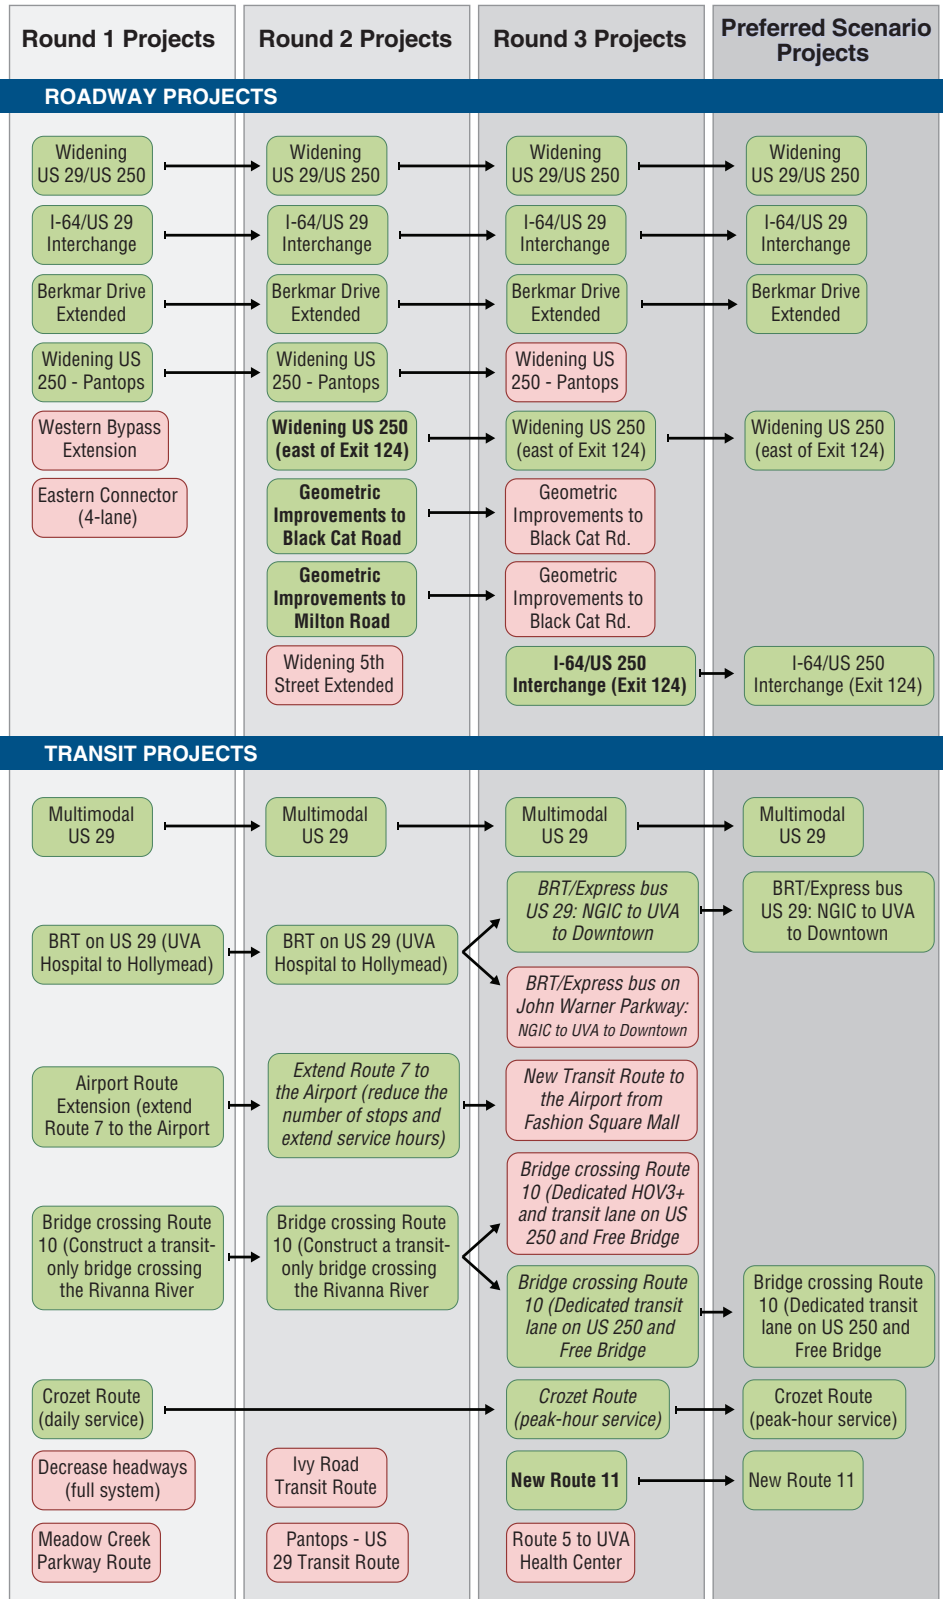 Round 1 Projects
Round 2 Projects
Round 3 Projects
Preferred Scenario
Projects
ROADWAY PROJECTS
Widening
US 29/US 250
Widening
US 29/US 250
Widening
US 29/US 250
Widening
US 29/US 250
I-64/US 29
Interchange
I-64/US 29
Interchange
I-64/US 29
Interchange
I-64/US 29
Interchange
Berkmar Drive
Extended
Berkmar Drive
Extended
Berkmar Drive
Extended
Berkmar Drive
Extended
Widening US
250 - Pantops
Widening US
250 - Pantops
Widening US
250 - Pantops
Western Bypass
Extension
Widening US 250
(east of Exit 124)
Widening US 250
(east of Exit 124)
Widening US 250
(east of Exit 124)
Eastern Connector
(4-lane)
Geometric
Improvements to
Black Cat Road
Geometric
Improvements to
Black Cat Rd.
Geometric
Improvements to
Milton Road
Geometric
Improvements to
Black Cat Rd.
Widening 5th
Street Extended
I-64/US 250
Interchange (Exit 124)
I-64/US 250
Interchange (Exit 124)
TRANSIT PROJECTS
Multimodal
US 29
Multimodal
US 29
Multimodal
US 29
Multimodal
US 29
BRT on US 29 (UVA
Hospital to Hollymead)
BRT on US 29 (UVA
Hospital to Hollymead)
BRT/Express bus
US 29: NGIC to UVA
to Downtown
BRT/Express bus
US 29: NGIC to UVA
to Downtown
BRT/Express bus on
John Warner Parkway:
NGIC to UVA to Downtown
Airport Route
Extension (extend
Route 7 to the Airport
Extend Route 7 to
the Airport (reduce the
number of stops and
extend service hours)
New Transit Route to
the Airport from
Fashion Square Mall
Bridge crossing Route
10 (Construct a transit-
only bridge crossing
the Rivanna River
Bridge crossing Route
10 (Construct a transit-
only bridge crossing
the Rivanna River
Bridge crossing Route
10 (Dedicated HOV3+
and transit lane on US
250 and Free Bridge
Bridge crossing Route
10 (Dedicated transit
lane on US 250 and
Free Bridge
Bridge crossing Route
10 (Dedicated transit
lane on US 250 and
Free Bridge
Crozet Route
(daily service)
Crozet Route
(peak-hour service)
Crozet Route
(peak-hour service)
Decrease headways
(full system)
Ivy Road
Transit Route
New Route 11
New Route 11
Meadow Creek
Parkway Route
Pantops - US
29 Transit Route
Route 5 to UVA
Health Center